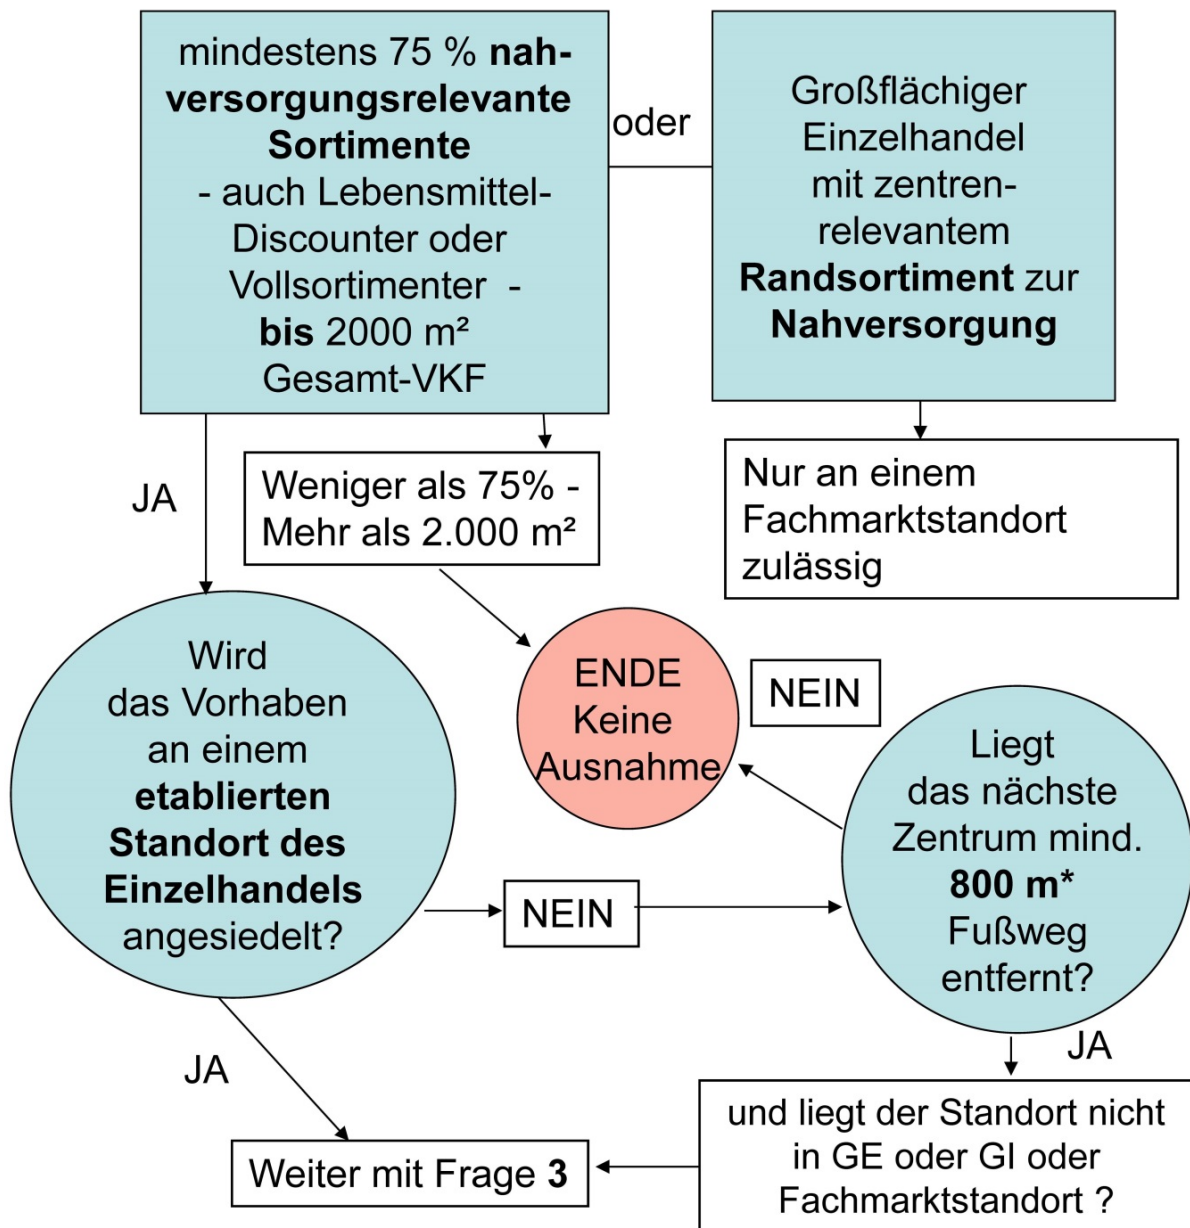 mindestens 75 % nah-
versorgungsrelevante
Sortimente
- auch Lebensmittel-
Discounter oder
Vollsortimenter -
bis 2000 m²
Gesamt-VKF
oder
Großflächiger
Einzelhandel
mit zentren-
relevantem
Randsortiment zur
Nahversorgung
JA
Weniger als 75% -
Mehr als 2.000 m²
Nur an einem
Fachmarktstandort
zulässig
Wird
das Vorhaben
an einem
etablierten
Standort des
Einzelhandels
angesiedelt?
ENDE
Keine
Ausnahme
NEIN
Liegt
das nächste
Zentrum mind.
800 m*
Fußweg
entfernt?
NEIN
JA
JA
und liegt der Standort nicht
in GE oder GI oder
Fachmarktstandort ?
Weiter mit Frage 3